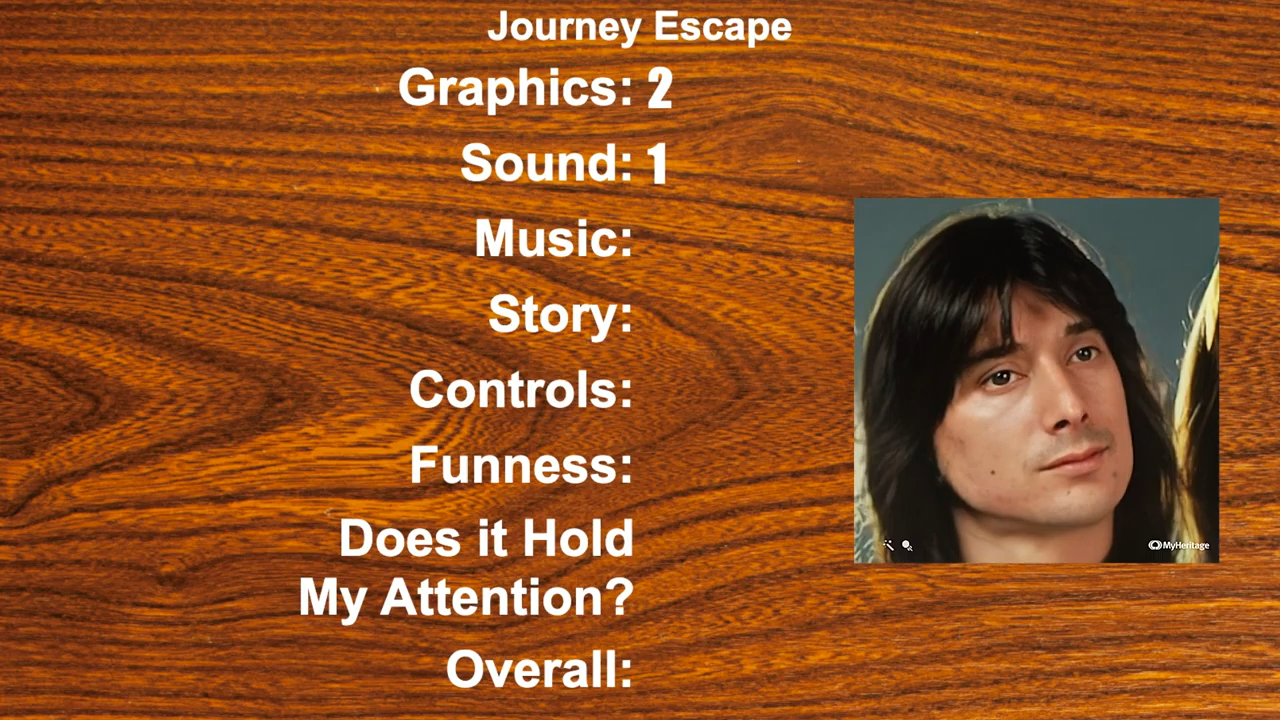 Journey Escape
Graphics: 2
Sound: 1
Music:
Story:
Controls:
Funness:
Does it Hold
My Attention?
Overall:
MyHeritage